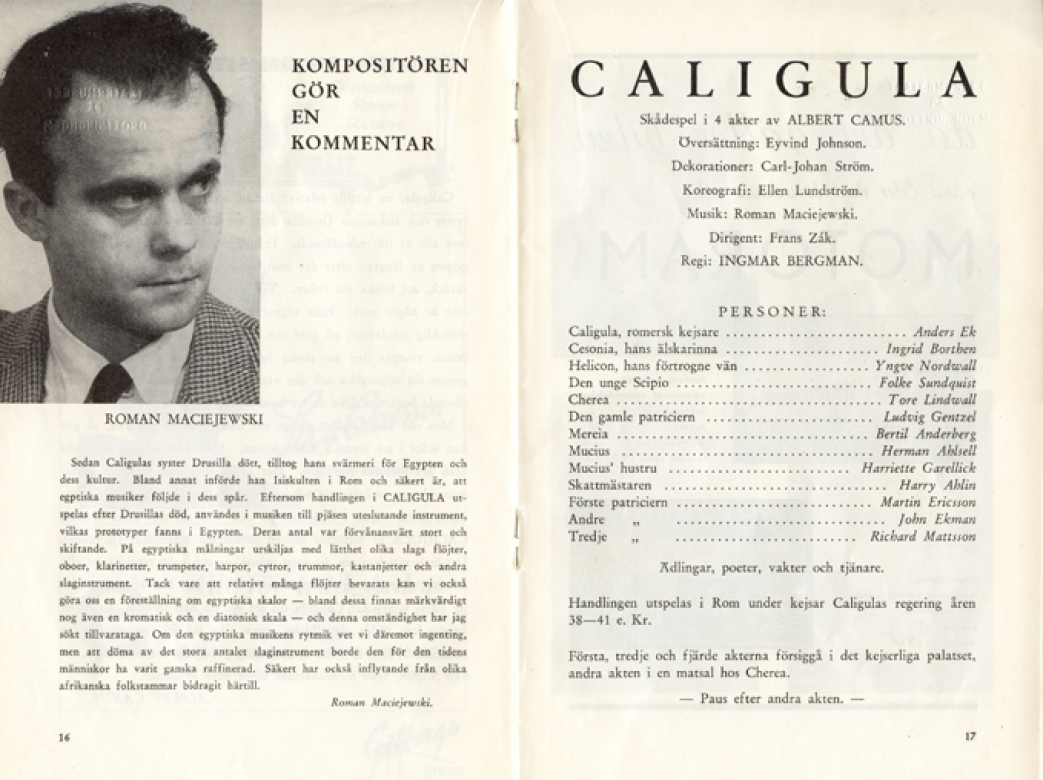 KOMPOSITÖREN
GÖR
EN
KOMMENTAR
ROMAN MACIEJEWSKI
Sedan Caligulas syster Drusilla dött, tilltog hans svärmeri för Egypten och
dess kultur. Bland annat införde han Isiskulten i Rom och säkert är, att
egptiska musiker följde i dess spår. Eftersom handlingen i CALIGULA ut-
spelas efter Drusillas död, användes i musiken till pjäsen uteslutande instrument,
vilkas prototyper fanns i Egypten. Deras antal var förvånansvärt stort och
skiftande. På egyptiska målningar urskiljas med lätthet olika slags flöjter,
oboer, klarinetter, trumpeter, harpor, cytror, trummor, kastanjetter och andra
slaginstrument. Tack vare att relativt många flöjter bevarats kan vi också
göra oss en föreställning om egyptiska skalor — bland dessa finnas märkvärdigt
nog även en kromatisk och en diatonisk skala — och denna omständighet har jag
sökt tillvarataga. Om den egyptiska musikens rytmik vet vi däremot ingenting,
men att döma av det stora antalet slaginstrument borde den för den tidens
människor ha varit ganska raffinerad. Säkert har också inflytande från olika
afrikanska folkstammar bidragit härtill.
Roman Maciejewski.
16
CALIGULA
Skådespel i 4 akter av ALBERT CAMUS.
Översättning: Eyvind Johnson.
Dekorationer: Carl-Johan Ström.
Koreografi: Ellen Lundström.
Musik: Roman Maciejewski.
Dirigent: Frans Zák.
Regi: INGMAR BERGMAN.
PERSONER:
Caligula, romersk kejsare .......................... Anders Ek
Cesonia, hans älskarinna ...................... Ingrid Borthen
Helicon, hans förtrogne vän .................. Yngve Nordwall
Den unge Scipio ......................... Folke Sundquist
Cherea ..................................... Tore Lindwall
Den gamle patriciern ........................ Ludvig Gentzel
Mereia .................................... Bertil Anderberg
Mucius .................................. Herman Ahlsell
Mucius' hustru .......................... Harriette Garellick
Skattmästaren ................................ Harry Ahlin
Förste patriciern ........................... Martin Ericsson
Andre „ .............................. John Ekman
Tredje „ .......................... Richard Mattsson
Ädlingar, poeter, vakter och tjänare.
Handlingen utspelas i Rom under kejsar Caligulas regering åren
38—41 e. Kr.
Första, tredje och fjärde akterna försiggå i det kejserliga palatset,
andra akten i en matsal hos Cherea.
— Paus efter andra akten. —
17